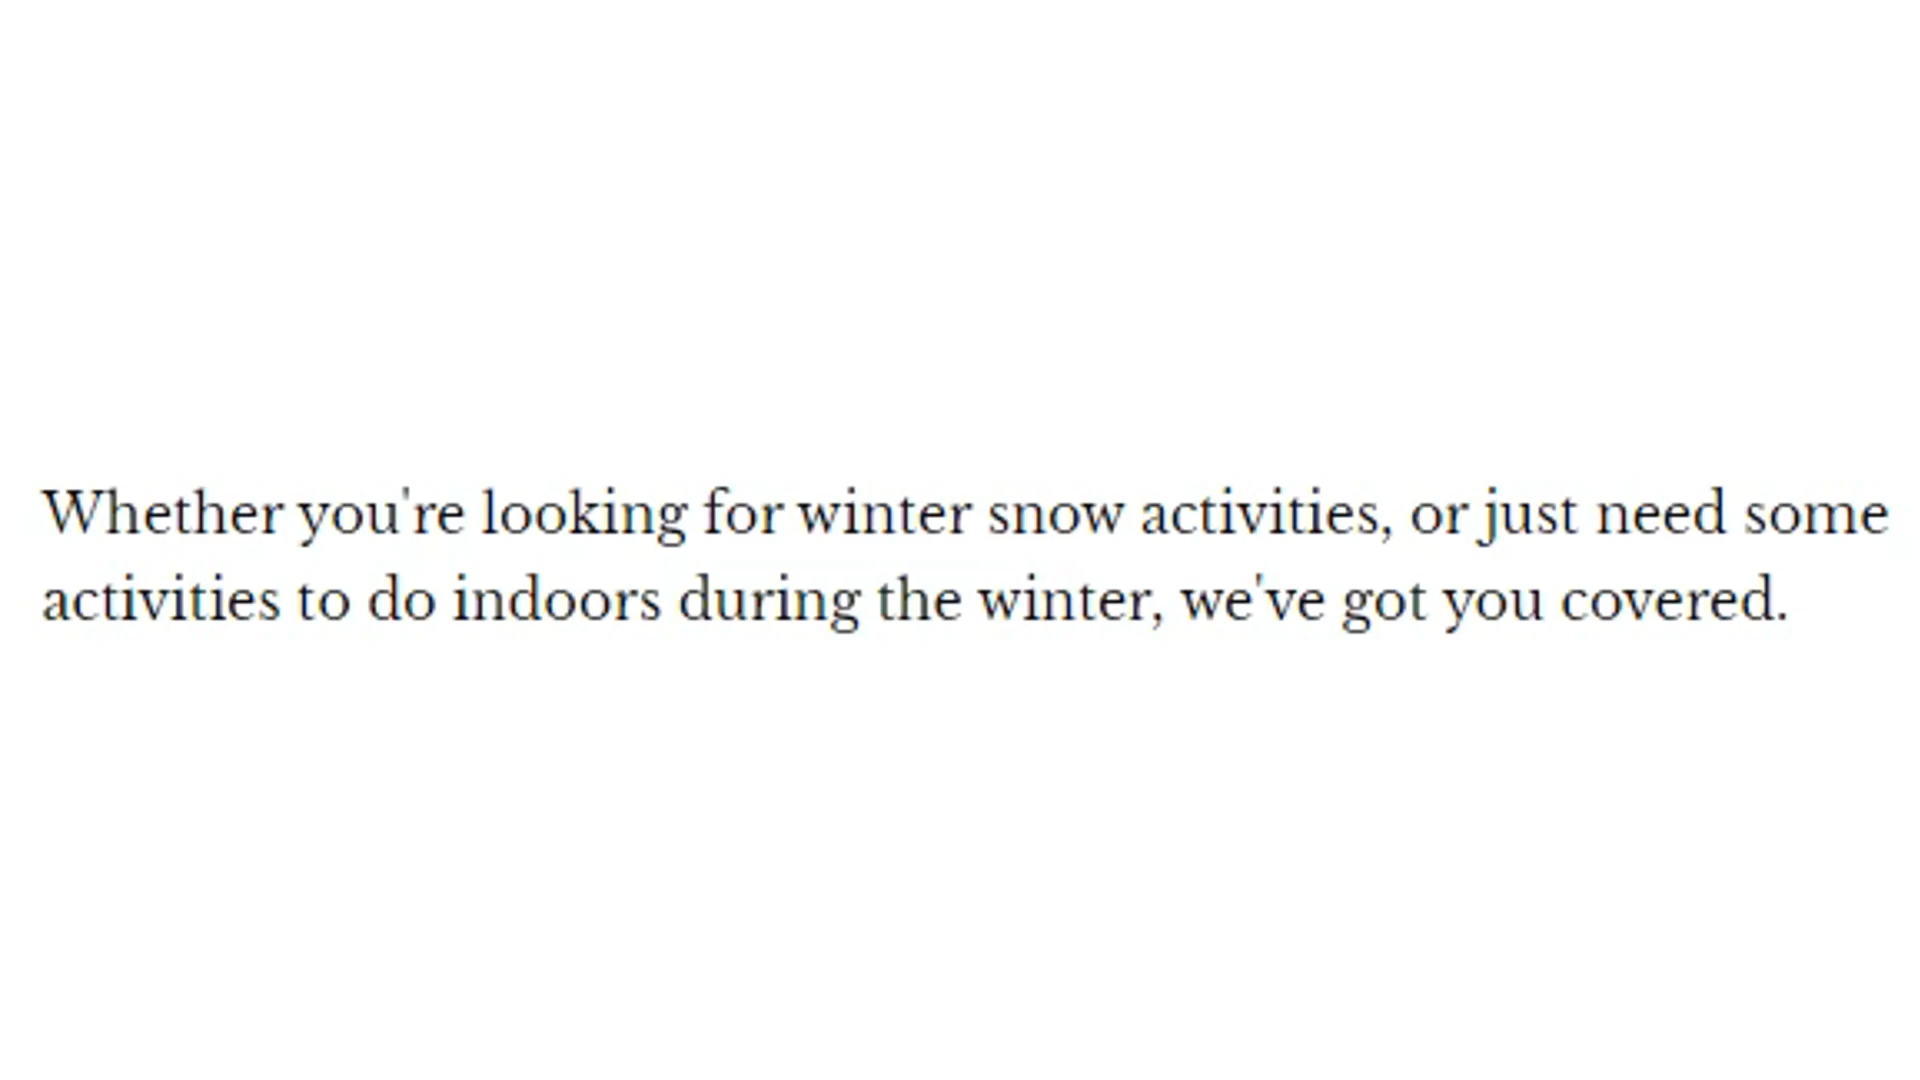 Whether you're looking for winter snow activities, or just need some
activities to do indoors during the winter, we've got you covered.